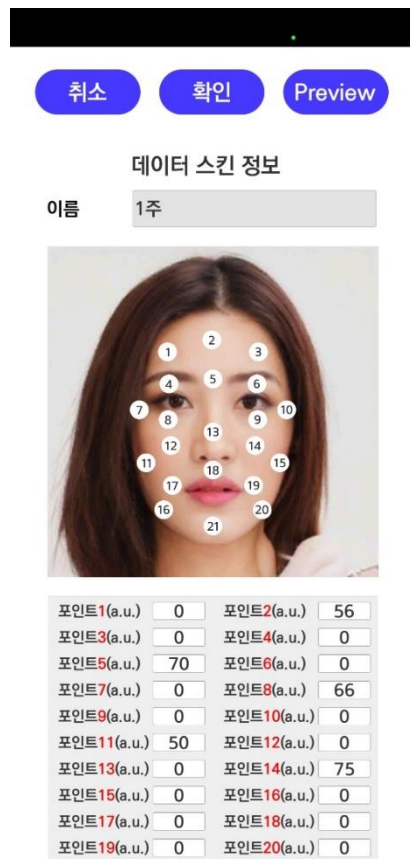 취소 확인 Preview
데이터 스킨 정보
이름 1주
2
1 3
5
4 6
7 10
8 9
13
12 14
11 15
18
17 19
16 20
21
포인트1(a.u.) 0 포인트2(a.u.) 56
포인트3(a.u.) 0 포인트4(a.u.) 0
포인트5(a.u.) 70 포인트6(a.u.) 0
포인트7(a.u.) 0 포인트8(a.u.) 66
포인트9(a.u.) 0 포인트10(a.u.) 0
포인트11(a.u.) 50 포인트12(a.u.) 0
포인트13(a.u.) 0 포인트14(a.u.) 75
포인트15(a.u.) 0 포인트16(a.u.) 0
포인트17(a.u.) 0 포인트18(a.u.) 0
포인트19(a.u.) 0 포인트20(a.u.) 0